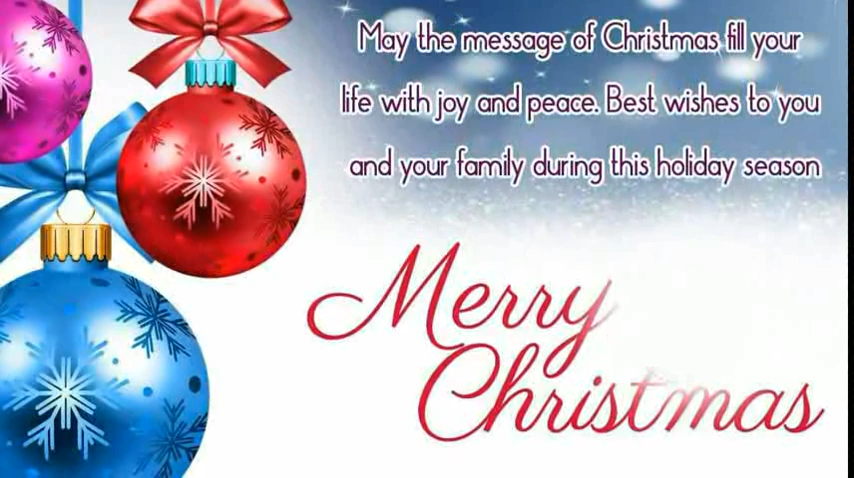 May the message of Christmas fill your
life with joy and peace. Best wishes to you
and your family during this holiday season
Merry
Christmas